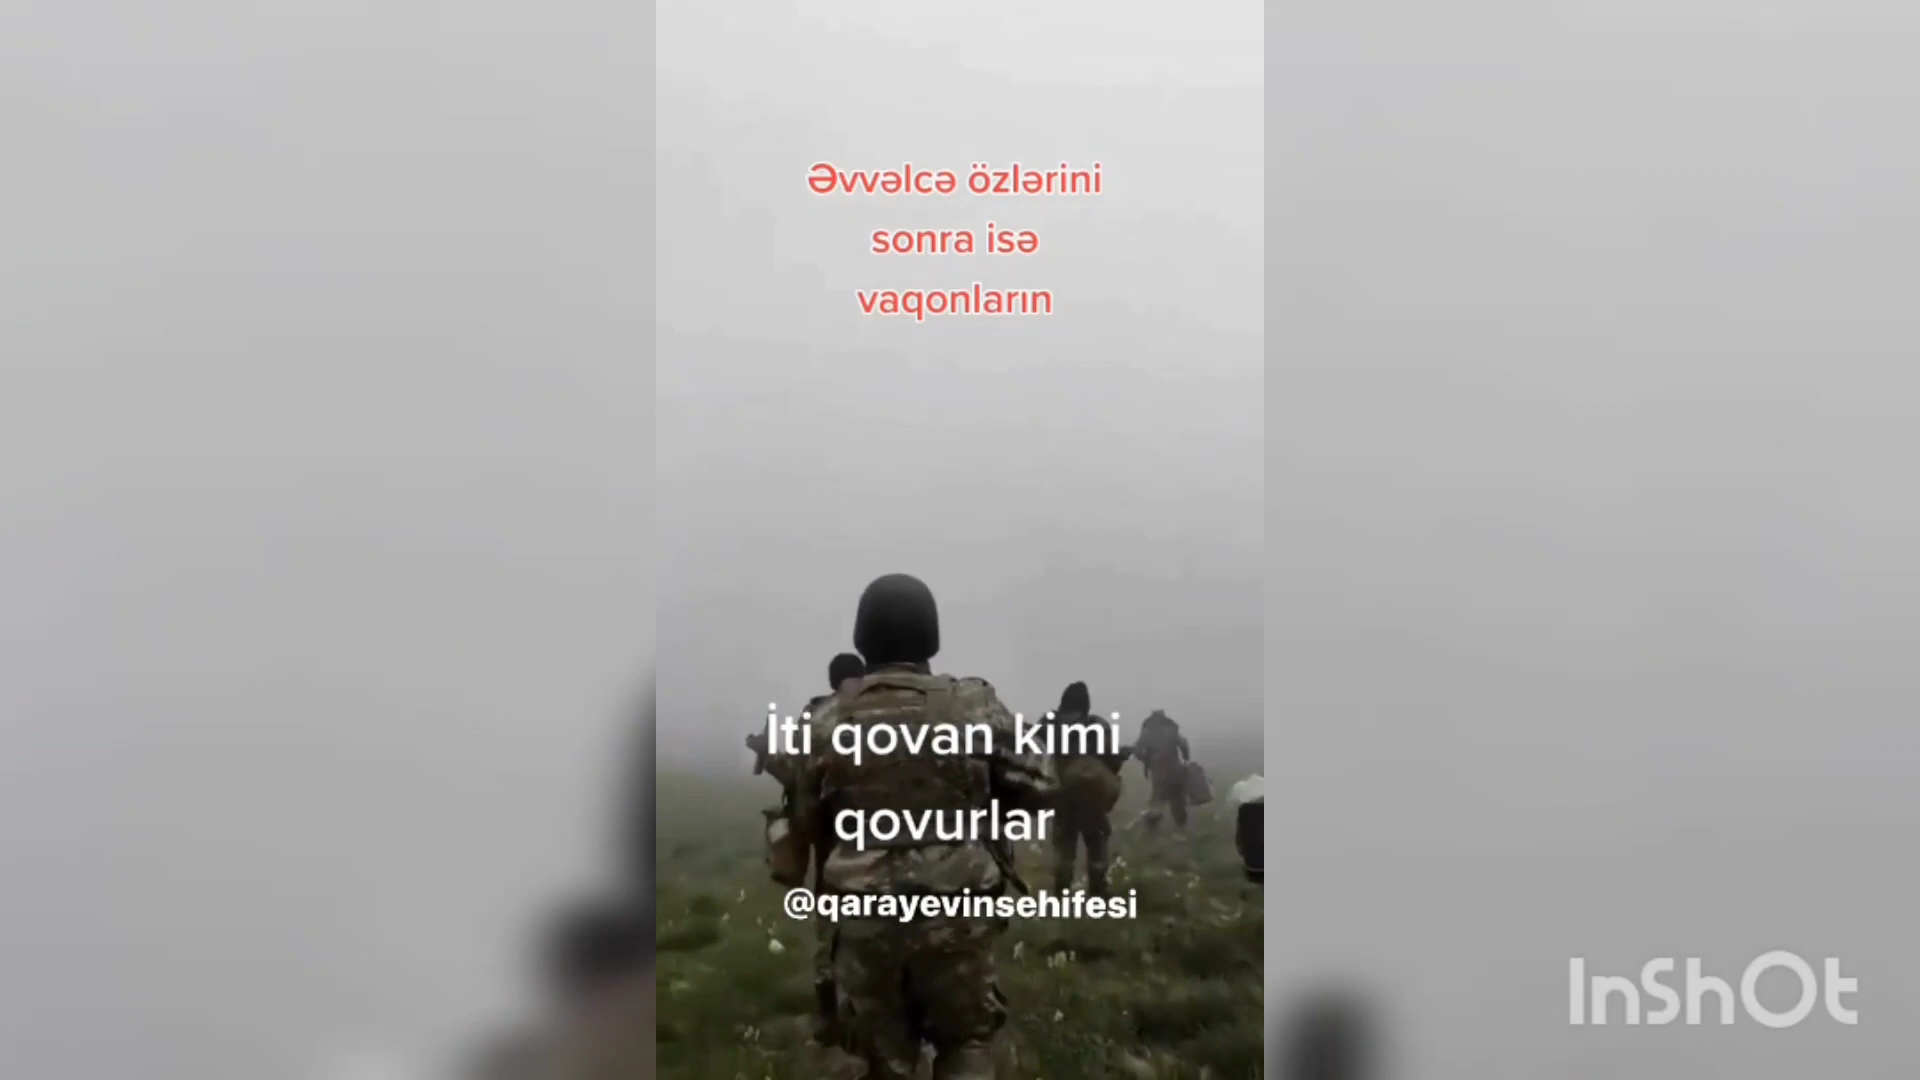 Əvvəlcə özlərini
sonra isə
vaqonların
İti qovan kimi
qovurlar
@qarayevinsehifesi
InShOt